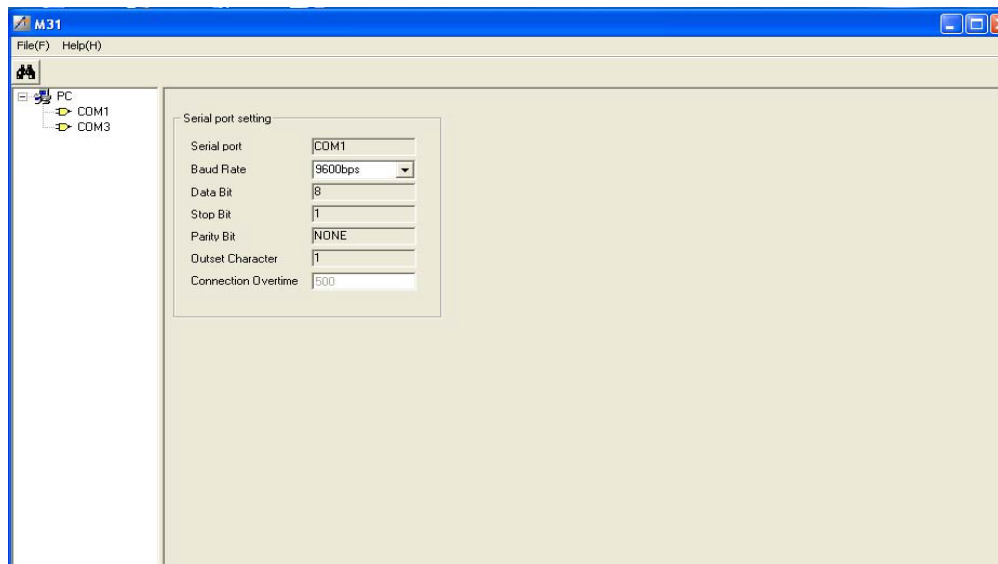 M31
File(F) Help(H)
PC
COM1
COM3
Serial port setting
Serial port COM1
Baud Rate 9600bps
Data Bit 8
Stop Bit 1
Parity Bit NONE
Outset Character 1
Connection Overtime 500